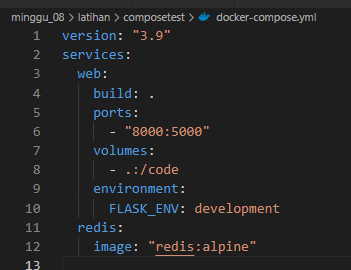 minggu_08 > latihan > composetest > docker-compose.yml
1 version: "3.9"
2 services:
3   web:
4     build: .
5     ports:
6       - "8000:5000"
7     volumes:
8       - .:/code
9     environment:
10       FLASK_ENV: development
11   redis:
12     image: "redis:alpine"
13